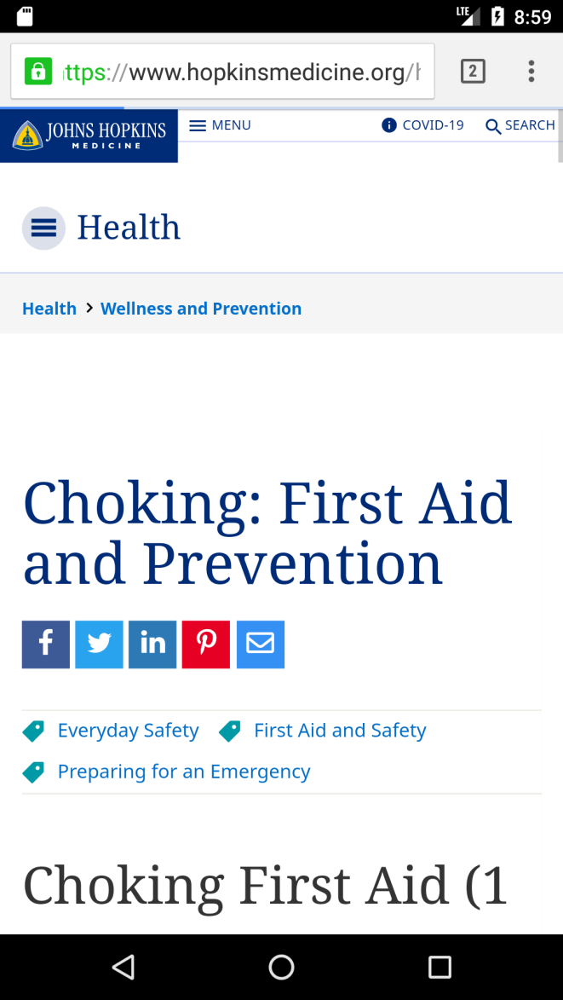 LTE 8:59
ttps://www.hopkinsmedicine.org/h
2
JOHNS HOPKINS
MEDICINE
MENU
COVID-19
SEARCH
Health
Health > Wellness and Prevention
Choking: First Aid
and Prevention
Everyday Safety
First Aid and Safety
Preparing for an Emergency
Choking First Aid (1